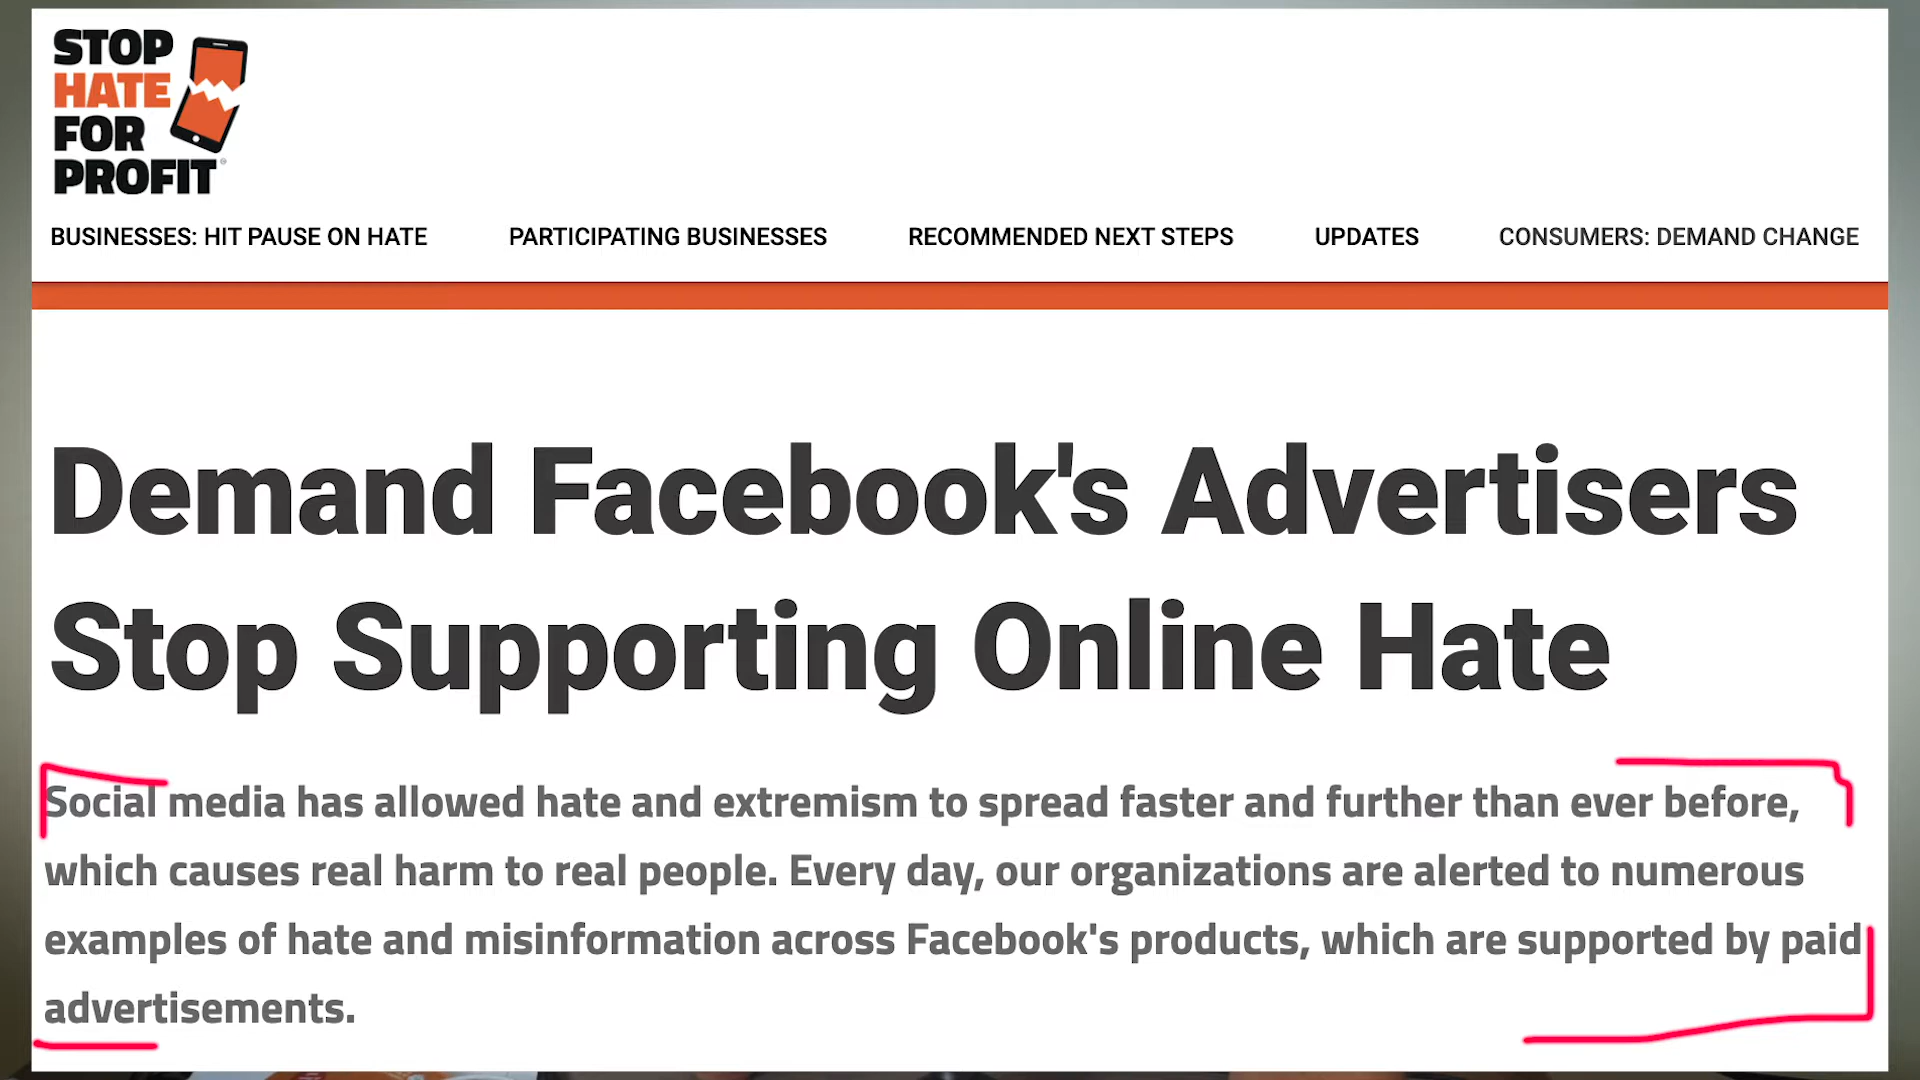 STOP
HATE
FOR
PROFIT®
BUSINESSES: HIT PAUSE ON HATE PARTICIPATING BUSINESSES RECOMMENDED NEXT STEPS UPDATES CONSUMERS: DEMAND CHANGE
Demand Facebook's Advertisers
Stop Supporting Online Hate
Social media has allowed hate and extremism to spread faster and further than ever before,
which causes real harm to real people. Every day, our organizations are alerted to numerous
examples of hate and misinformation across Facebook's products, which are supported by paid
advertisements.